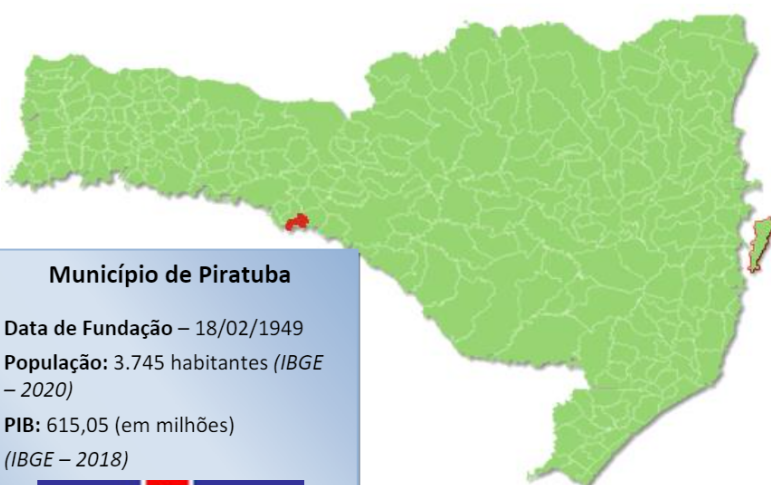 Município de Piratuba
Data de Fundação – 18/02/1949
População: 3.745 habitantes (IBGE
– 2020)
PIB: 615,05 (em milhões)
(IBGE – 2018)